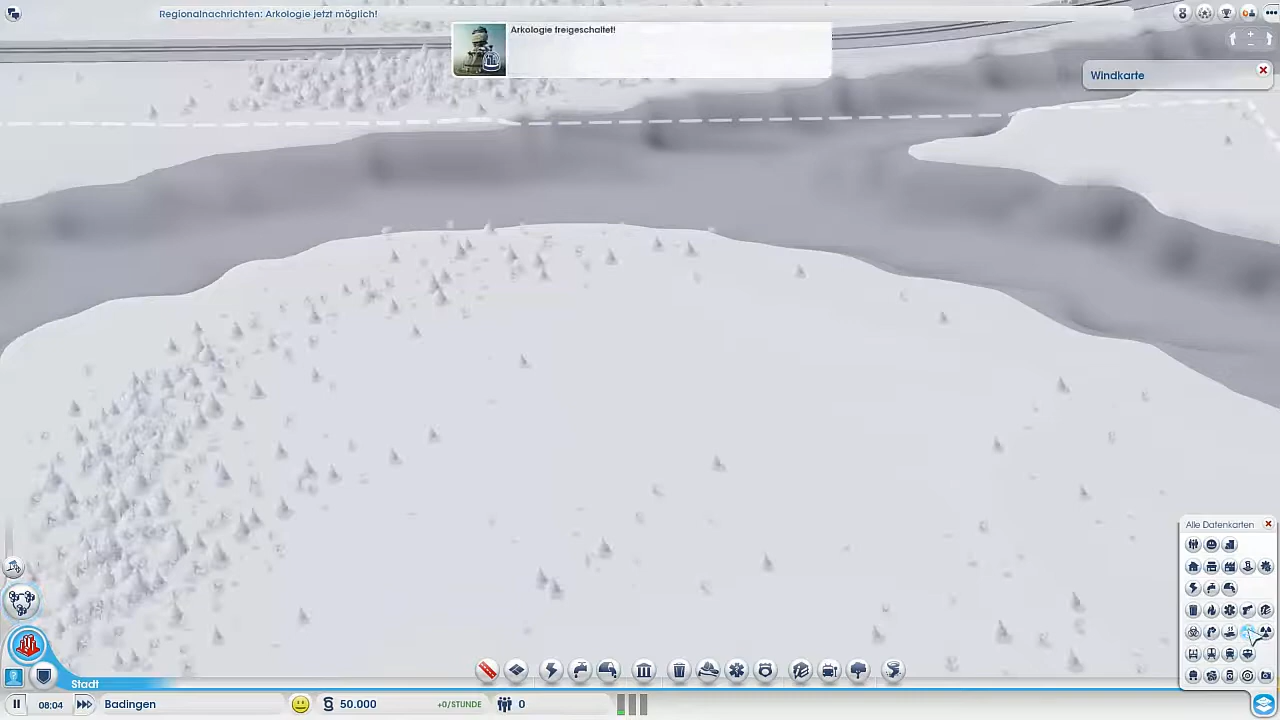 Regionalnachrichten: Arkologie jetzt möglich!
Arkologie freigeschaltet!
Windkarte
Alle Datenkarten
Stadt
08:04
Badingen
50.000
+0/STUNDE
0